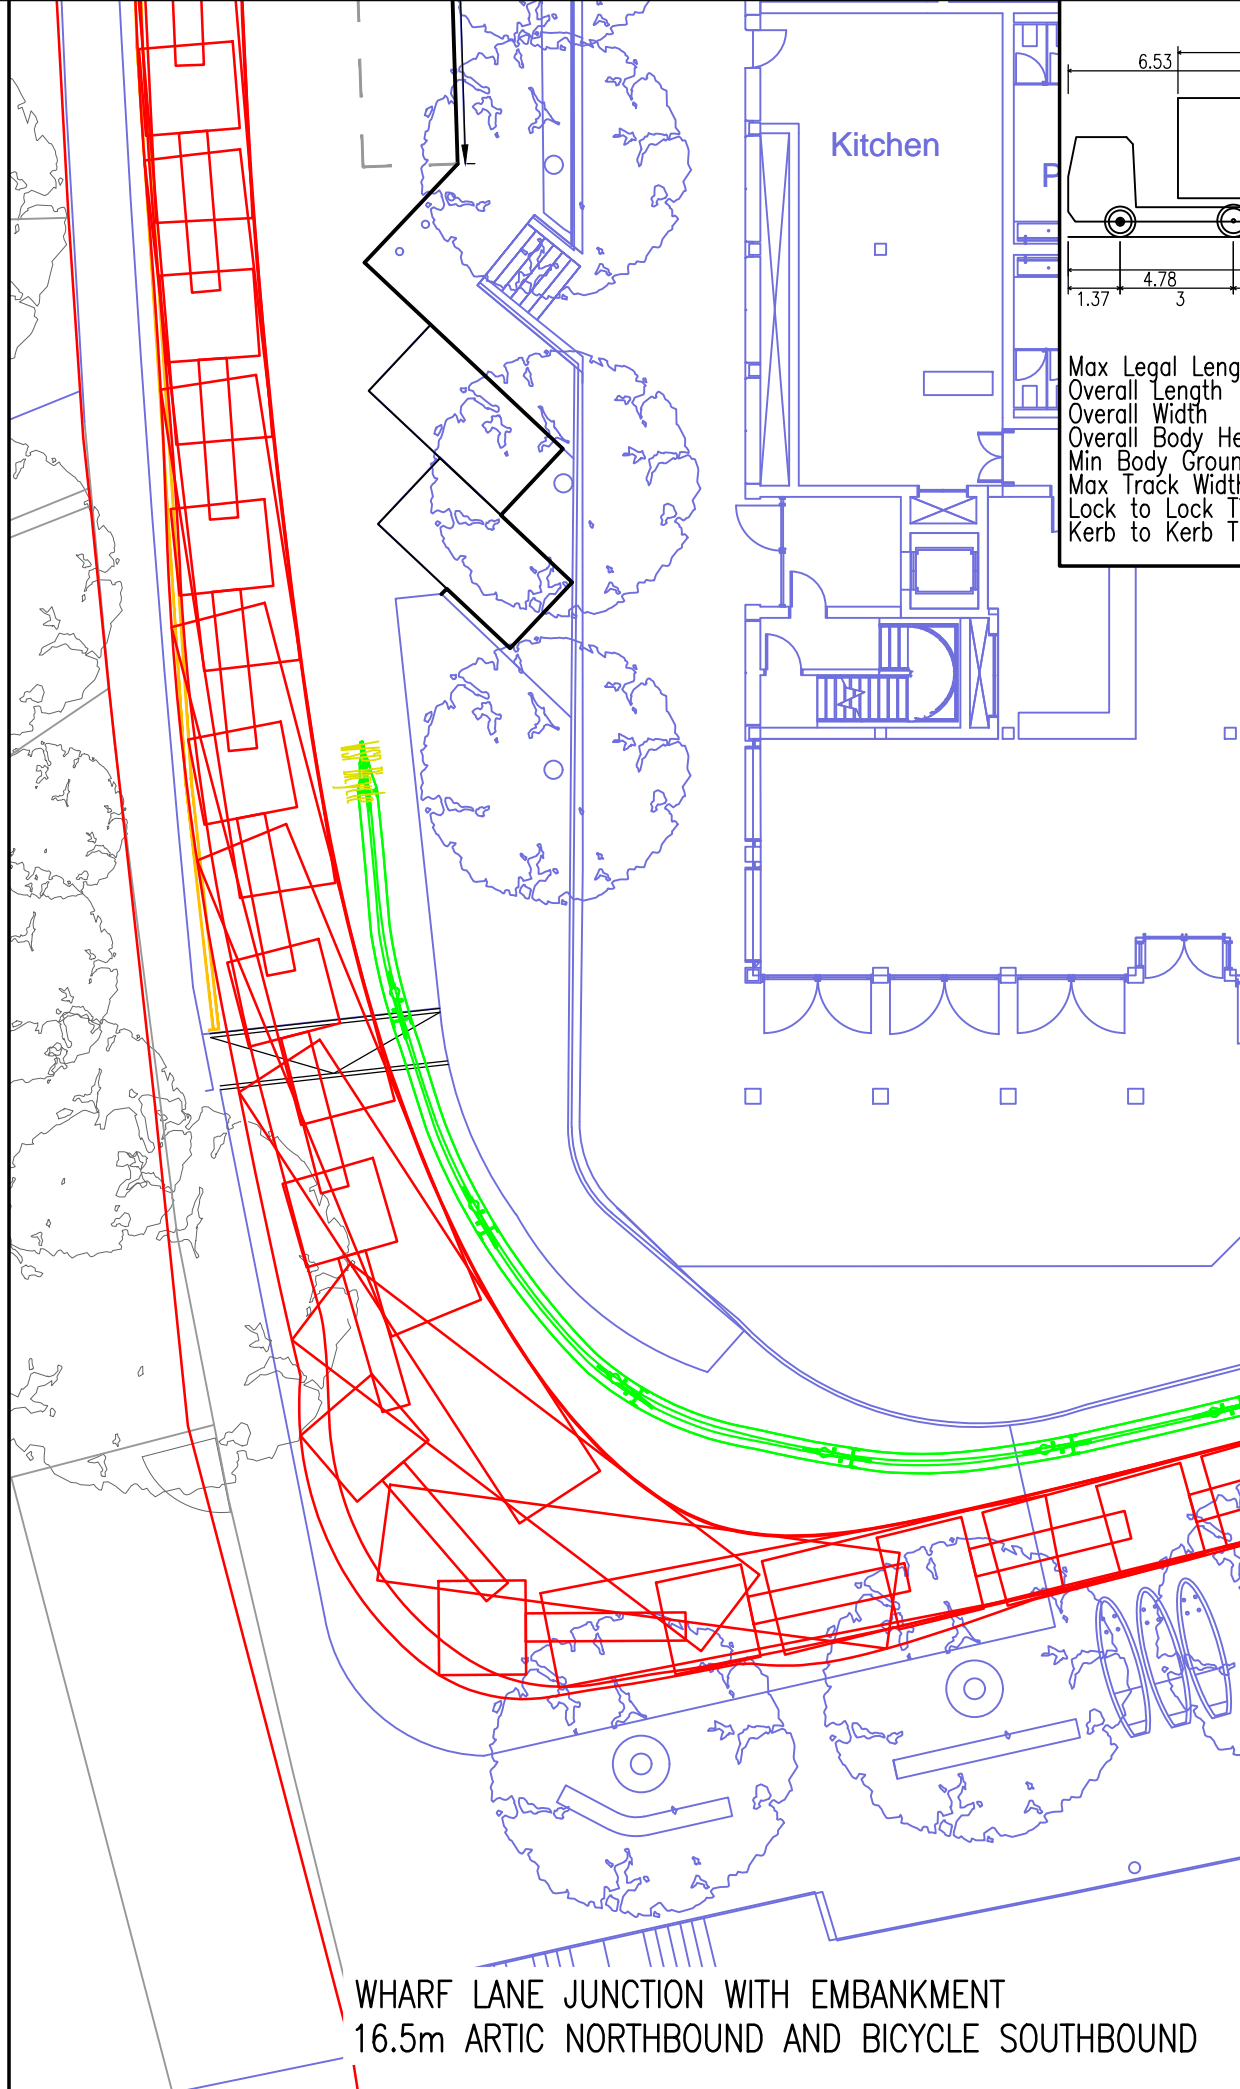 Kitchen
P
6.53
4.78
1.37
3
Max Legal Leng
Overall Length
Overall Width
Overall Body He
Min Body Groun
Max Track Width
Lock to Lock T
Kerb to Kerb T
WHARF LANE JUNCTION WITH EMBANKMENT
16.5m ARTIC NORTHBOUND AND BICYCLE SOUTHBOUND